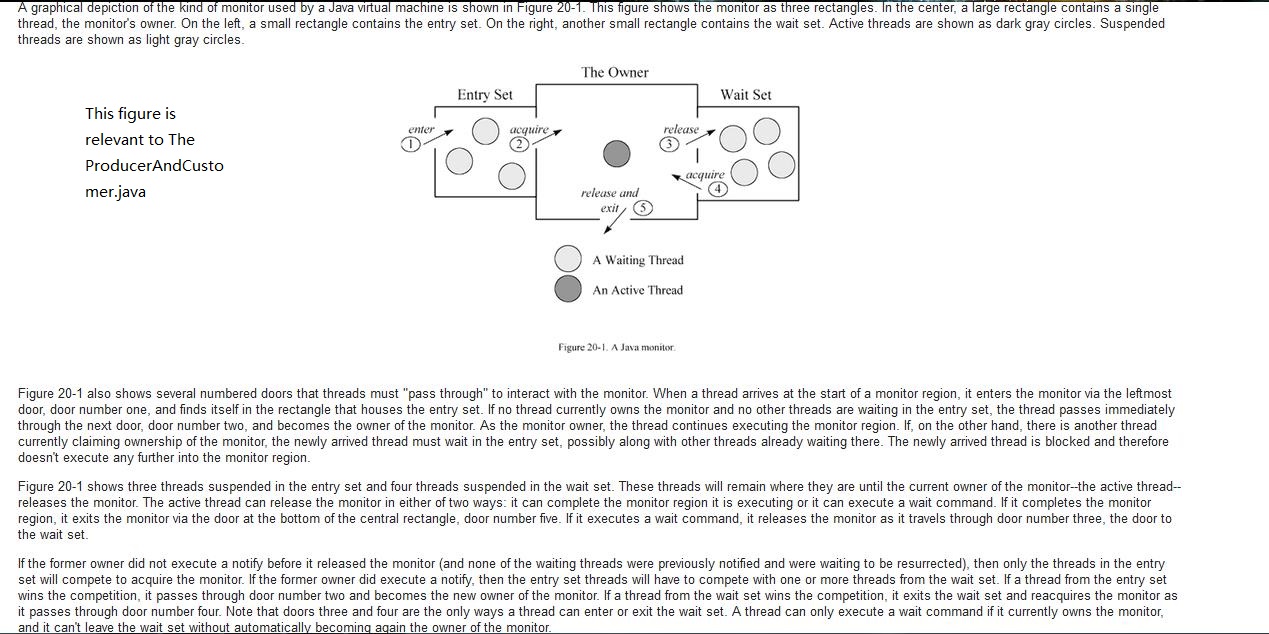 A graphical depiction of the kind of monitor used by a Java virtual machine is shown in Figure 20-1. This figure shows the monitor as three rectangles. In the center, a large rectangle contains a single
thread, the monitor's owner. On the left, a small rectangle contains the entry set. On the right, another small rectangle contains the wait set. Active threads are shown as dark gray circles. Suspended
threads are shown as light gray circles.
The Owner
Entry Set
Wait Set
This figure is
relevant to The
ProducerAndCusto
mer.java
enter
1
acquire
2
release
3
acquire
4
release and
exit
5
A Waiting Thread
An Active Thread
Figure 20-1. A Java monitor.
Figure 20-1 also shows several numbered doors that threads must "pass through" to interact with the monitor. When a thread arrives at the start of a monitor region, it enters the monitor via the leftmost
door, door number one, and finds itself in the rectangle that houses the entry set. If no thread currently owns the monitor and no other threads are waiting in the entry set, the thread passes immediately
through the next door, door number two, and becomes the owner of the monitor. As the monitor owner, the thread continues executing the monitor region. If, on the other hand, there is another thread
currently claiming ownership of the monitor, the newly arrived thread must wait in the entry set, possibly along with other threads already waiting there. The newly arrived thread is blocked and therefore
doesn't execute any further into the monitor region.
Figure 20-1 shows three threads suspended in the entry set and four threads suspended in the wait set. These threads will remain where they are until the current owner of the monitor--the active thread--
releases the monitor. The active thread can release the monitor in either of two ways: it can complete the monitor region it is executing or it can execute a wait command. If it completes the monitor
region, it exits the monitor via the door at the bottom of the central rectangle, door number five. If it executes a wait command, it releases the monitor as it travels through door number three, the door to
the wait set.
If the former owner did not execute a notify before it released the monitor (and none of the waiting threads were previously notified and were waiting to be resurrected), then only the threads in the entry
set will compete to acquire the monitor. If the former owner did execute a notify, then the entry set threads will have to compete with one or more threads from the wait set. If a thread from the entry set
wins the competition, it passes through door number two and becomes the new owner of the monitor. If a thread from the wait set wins the competition, it exits the wait set and reacquires the monitor as
it passes through door number four. Note that doors three and four are the only ways a thread can enter or exit the wait set. A thread can only execute a wait command if it currently owns the monitor,
and it can't leave the wait set without automatically becoming again the owner of the monitor.